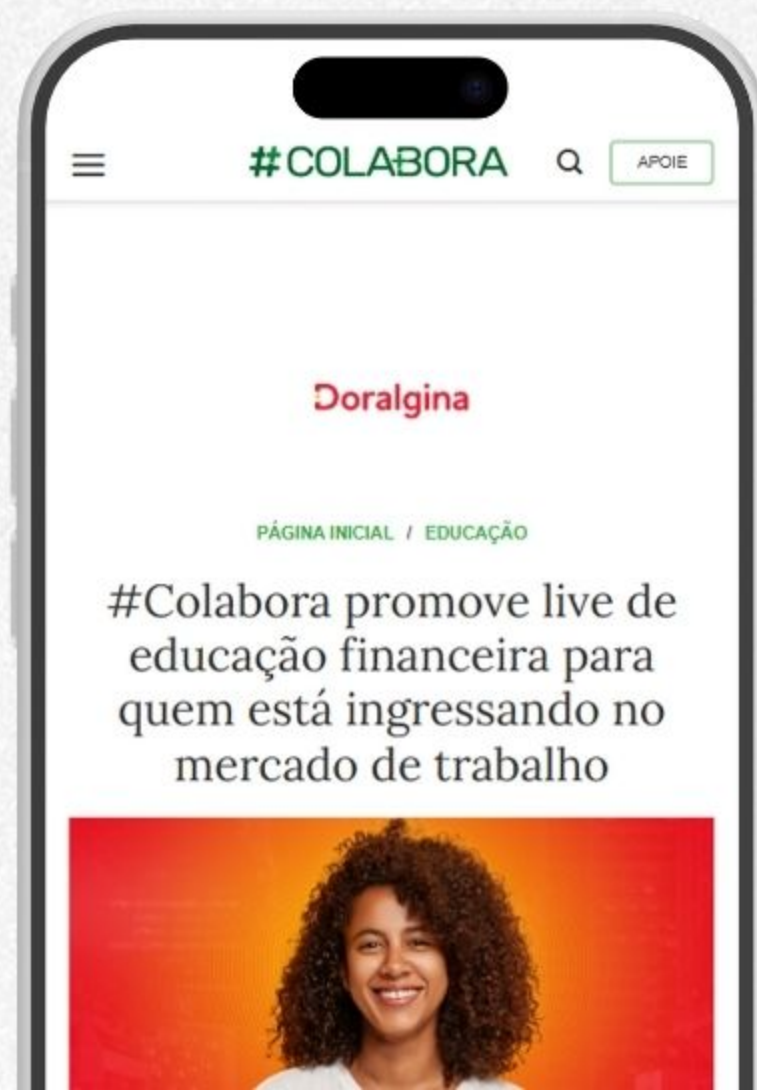 #COLABORA
APOIE
Doralgina
PÁGINA INICIAL / EDUCAÇÃO
#Colabora promove live de
educação financeira para
quem está ingressando no
mercado de trabalho